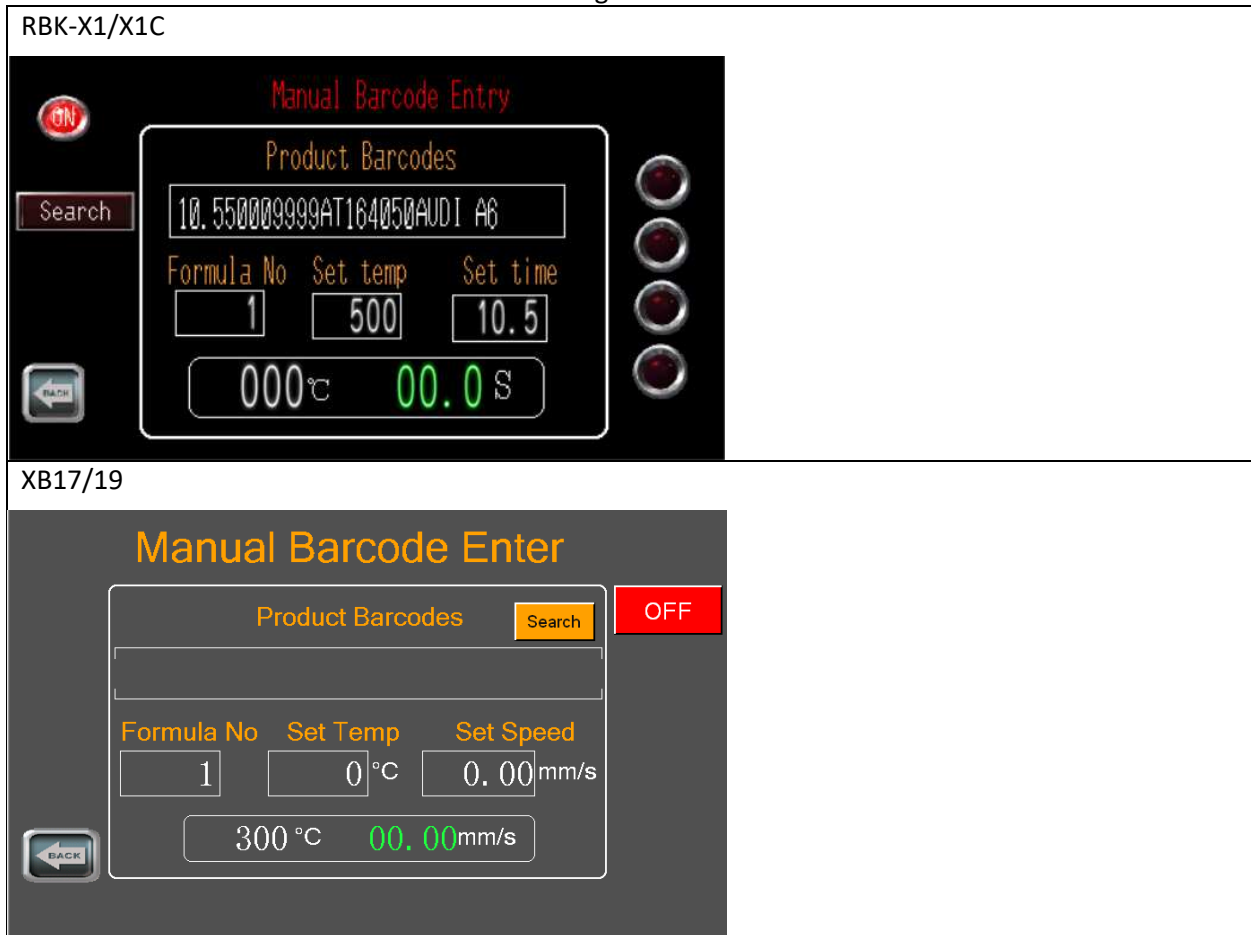 RBK-X1/X1C
ON
Manual Barcode Entry
Product Barcodes
Search
10.550009999AT164050AUDI A6
Formula No Set temp Set time
1 500 10.5
BACK
000℃ 00.0 S
XB17/19
Manual Barcode Enter
Product Barcodes
Search
OFF
Formula No Set Temp Set Speed
1 0 °C 0.00 mm/s
BACK
300 °C 00.00mm/s